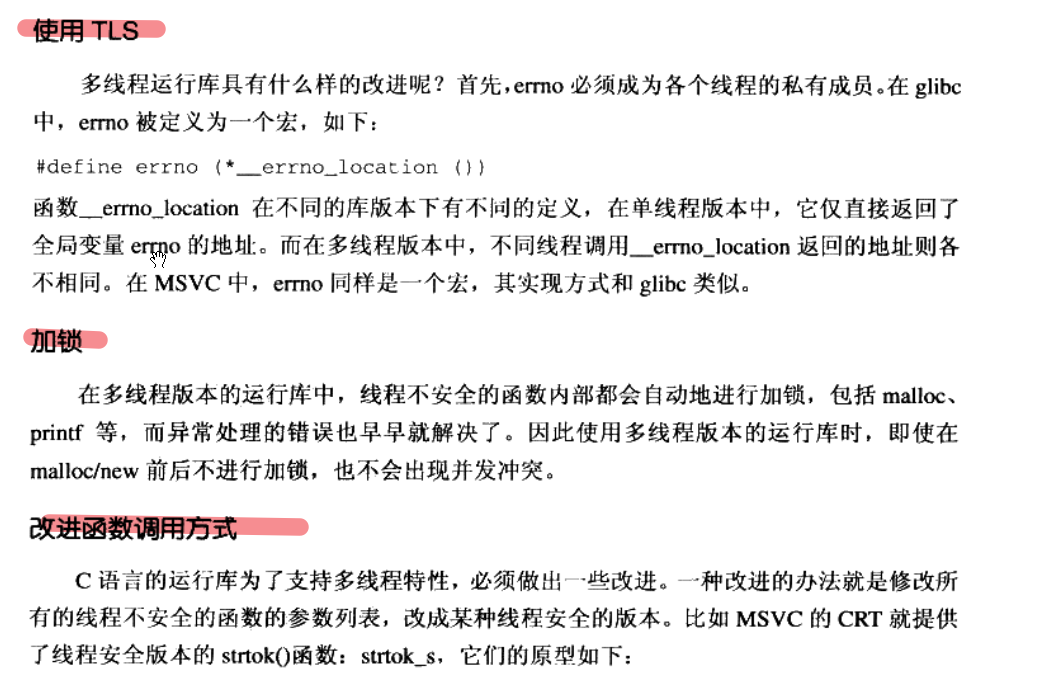 使用 TLS
多线程运行库具有什么样的改进呢？首先,errno 必须成为各个线程的私有成员。在 glibc
中，errno 被定义为一个宏，如下：
#define errno (*__errno_location ())
函数__errno_location 在不同的库版本下有不同的定义，在单线程版本中，它仅直接返回了
全局变量 errno 的地址。而在多线程版本中，不同线程调用__errno_location 返回的地址则各
不相同。在 MSVC 中，errno 同样是一个宏，其实现方式和 glibc 类似。
加锁
在多线程版本的运行库中，线程不安全的函数内部都会自动地进行加锁，包括 malloc、
printf 等，而异常处理的错误也早早就解决了。因此使用多线程版本的运行库时，即使在
malloc/new 前后不进行加锁，也不会出现并发冲突。
改进函数调用方式
C 语言的运行库为了支持多线程特性，必须做出一些改进。一种改进的办法就是修改所
有的线程不安全的函数的参数列表，改成某种线程安全的版本。比如 MSVC 的 CRT 就提供
了线程安全版本的 strtok()函数：strtok_s，它们的原型如下：